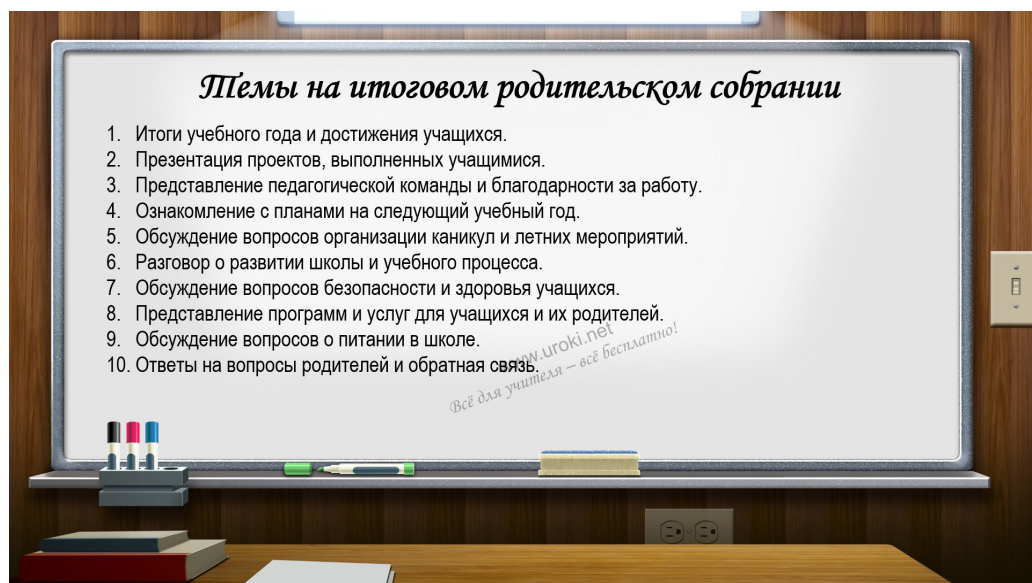 Темы на итоговом родительском собрании
1. Итоги учебного года и достижения учащихся.
2. Презентация проектов, выполненных учащимися.
3. Представление педагогической команды и благодарности за работу.
4. Ознакомление с планами на следующий учебный год.
5. Обсуждение вопросов организации каникул и летних мероприятий.
6. Разговор о развитии школы и учебного процесса.
7. Обсуждение вопросов безопасности и здоровья учащихся.
8. Представление программ и услуг для учащихся и их родителей.
9. Обсуждение вопросов о питании в школе.
10. Ответы на вопросы родителей и обратная связь.
www.uroki.net
Всё для учителя – всё бесплатно!